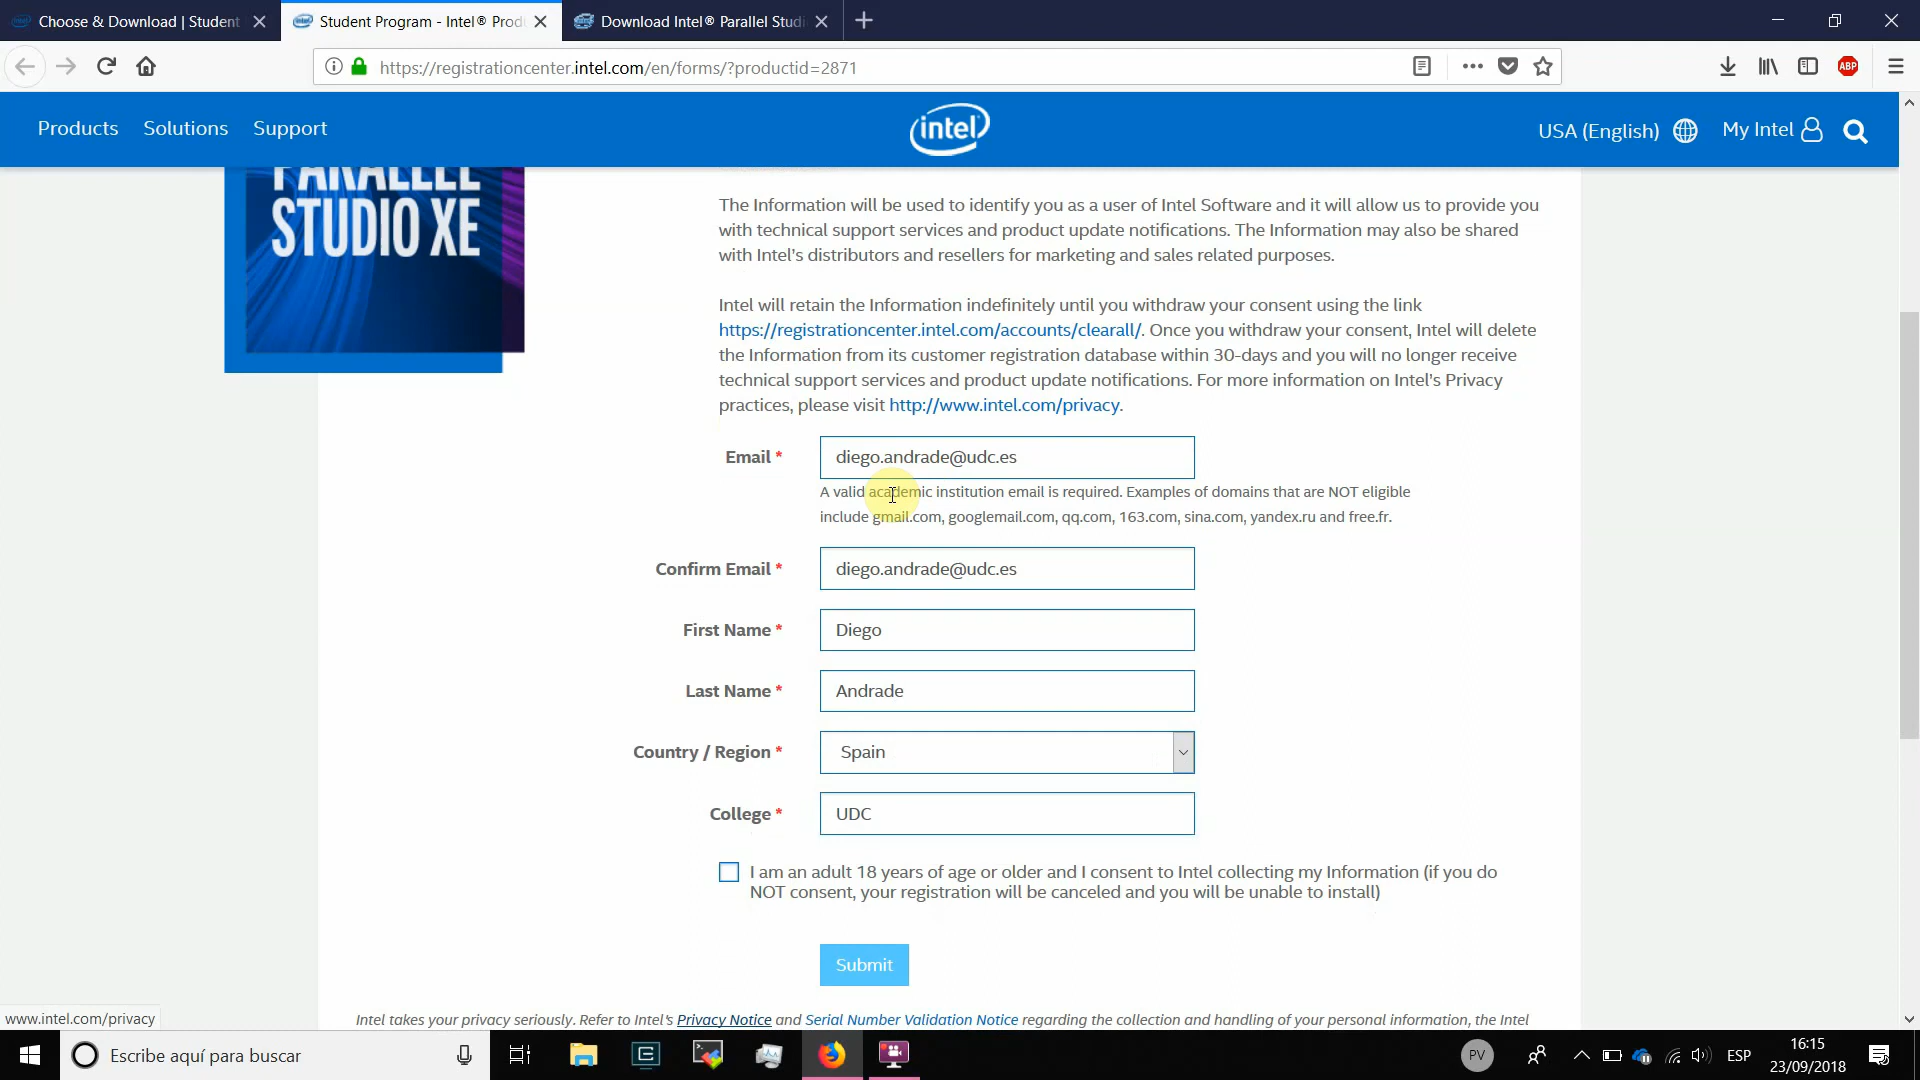 Choose & Download | Student
Student Program - Intel® Prod
Download Intel® Parallel Studi
https://registrationcenter.intel.com/en/forms/?productid=2871
ABP
Products
Solutions
Support
intel
USA (English)
My Intel
PARALLEL
STUDIO XE
The Information will be used to identify you as a user of Intel Software and it will allow us to provide you
with technical support services and product update notifications. The Information may also be shared
with Intel's distributors and resellers for marketing and sales related purposes.
Intel will retain the Information indefinitely until you withdraw your consent using the link
https://registrationcenter.intel.com/accounts/clearall/. Once you withdraw your consent, Intel will delete
the Information from its customer registration database within 30-days and you will no longer receive
technical support services and product update notifications. For more information on Intel's Privacy
practices, please visit http://www.intel.com/privacy.
Email * diego.andrade@udc.es
A valid academic institution email is required. Examples of domains that are NOT eligible
include gmail.com, googlemail.com, qq.com, 163.com, sina.com, yandex.ru and free.fr.
Confirm Email * diego.andrade@udc.es
First Name * Diego
Last Name * Andrade
Country / Region * Spain
College * UDC
I am an adult 18 years of age or older and I consent to Intel collecting my Information (if you do
NOT consent, your registration will be canceled and you will be unable to install)
Submit
www.intel.com/privacy
Intel takes your privacy seriously. Refer to Intel's Privacy Notice and Serial Number Validation Notice regarding the collection and handling of your personal information, the Intel
Escribe aquí para buscar
PV
ESP
16:15
23/09/2018